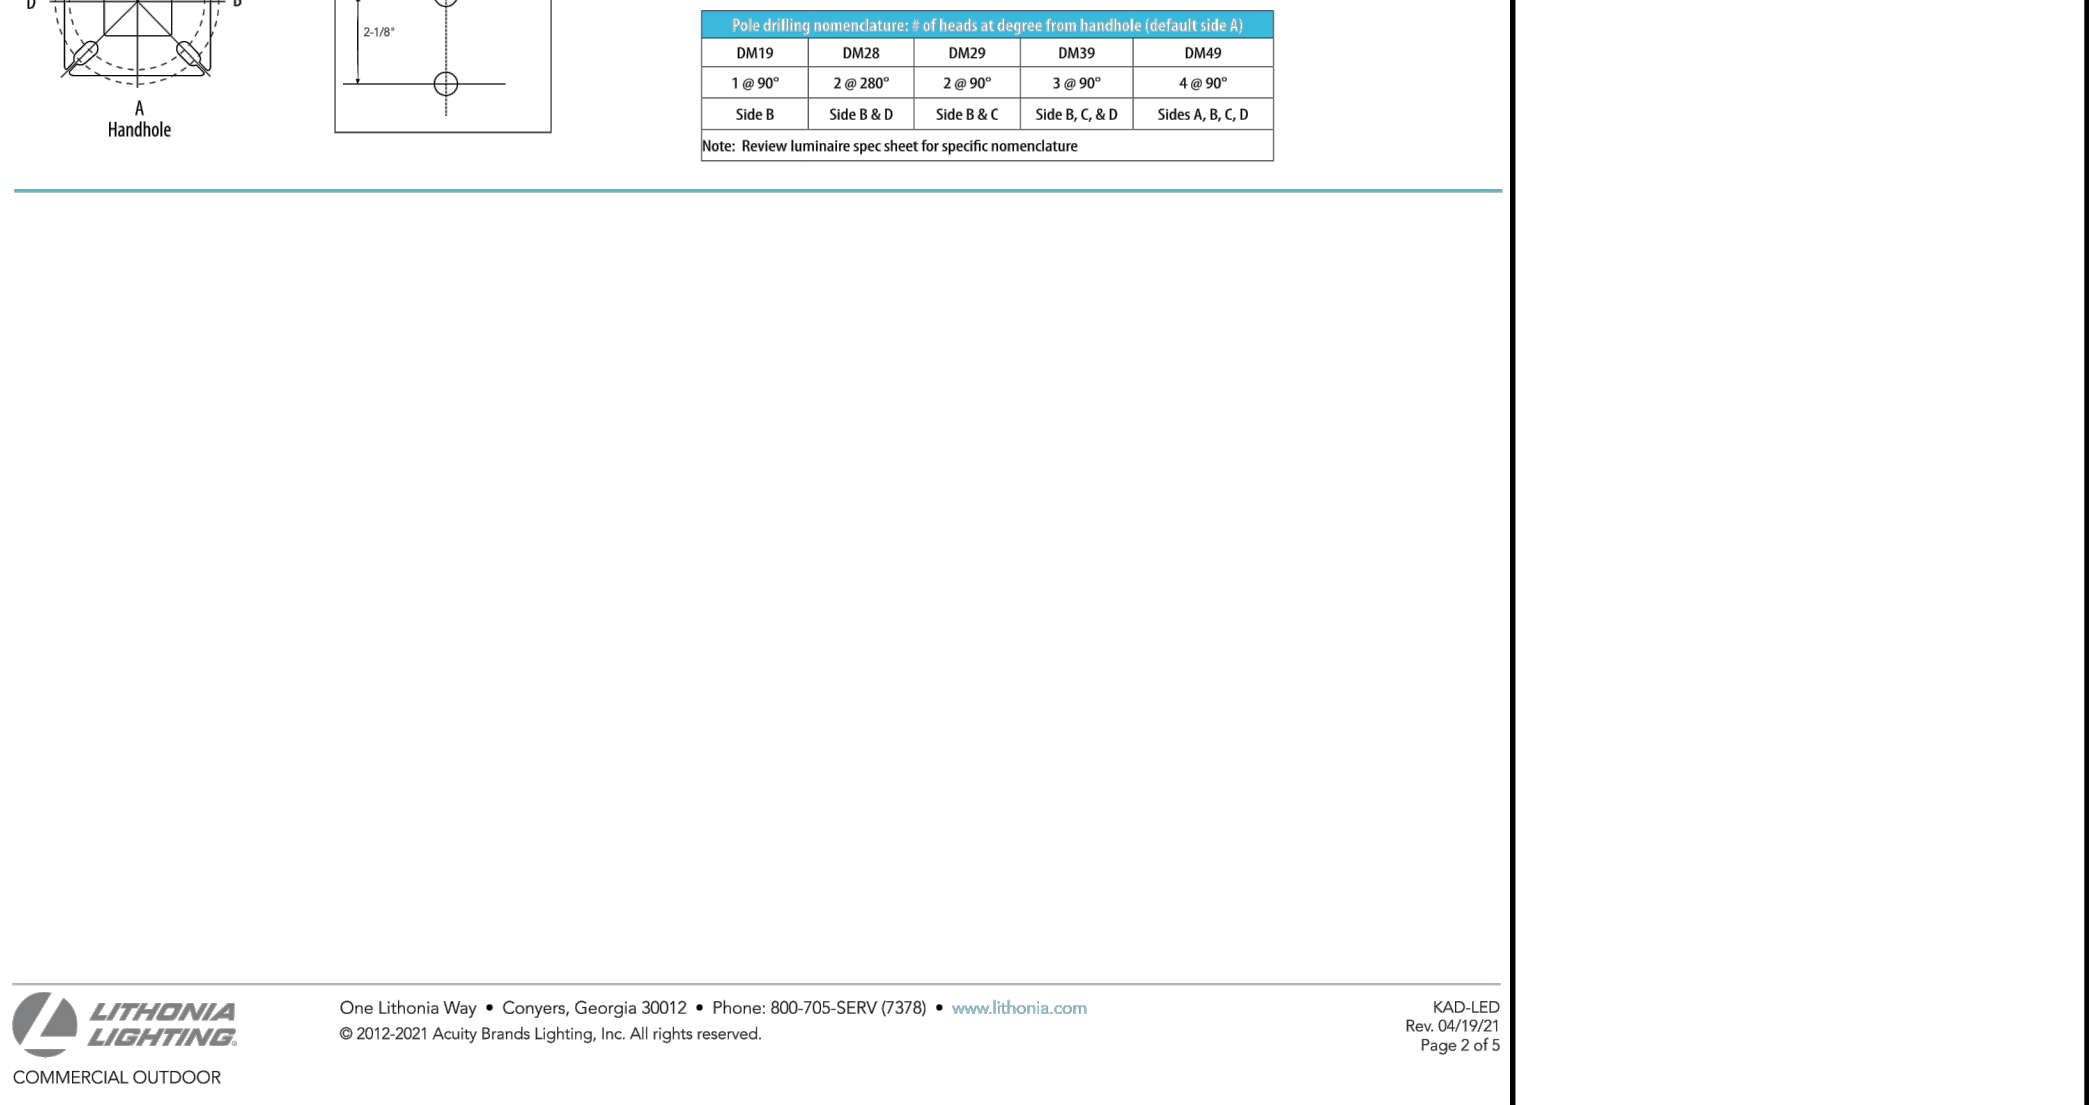 D
B
2-1/8"
A
Handhole
Pole drilling nomenclature: # of heads at degree from handhole (default side A)
DM19 DM28 DM29 DM39 DM49
1 @ 90° 2 @ 280° 2 @ 90° 3 @ 90° 4 @ 90°
Side B Side B & D Side B & C Side B, C, & D Sides A, B, C, D
Note: Review luminaire spec sheet for specific nomenclature
LITHONIA
LIGHTING®
COMMERCIAL OUTDOOR
One Lithonia Way • Conyers, Georgia 30012 • Phone: 800-705-SERV (7378) • www.lithonia.com
© 2012-2021 Acuity Brands Lighting, Inc. All rights reserved.
KAD-LED
Rev. 04/19/21
Page 2 of 5